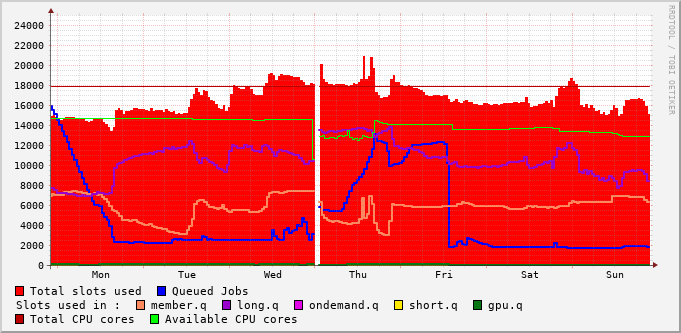 RRDTOOL / TOBI OETIKER
24000
22000
20000
18000
16000
14000
12000
10000
8000
6000
4000
2000
0
Mon Tue Wed Thu Fri Sat Sun
Total slots used Queued Jobs
Slots used in : member.q long.q ondemand.q short.q gpu.q
Total CPU cores Available CPU cores